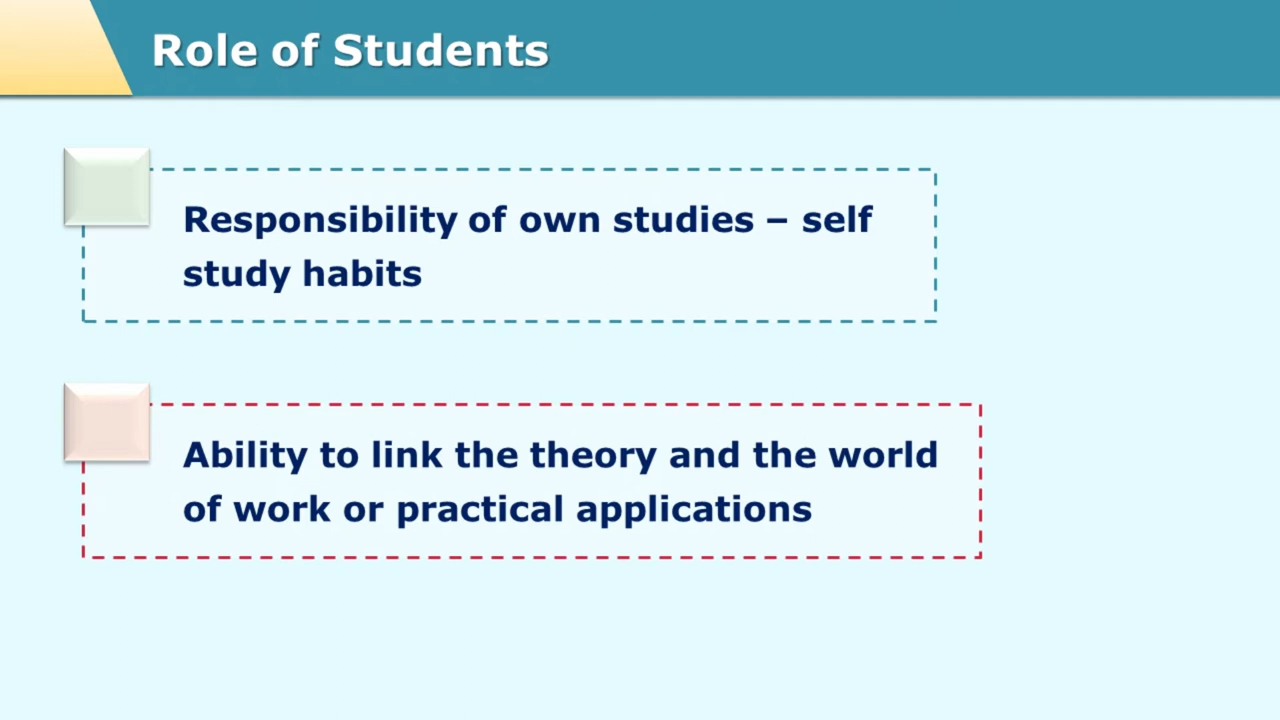 Role of Students
Responsibility of own studies – self
study habits
Ability to link the theory and the world
of work or practical applications